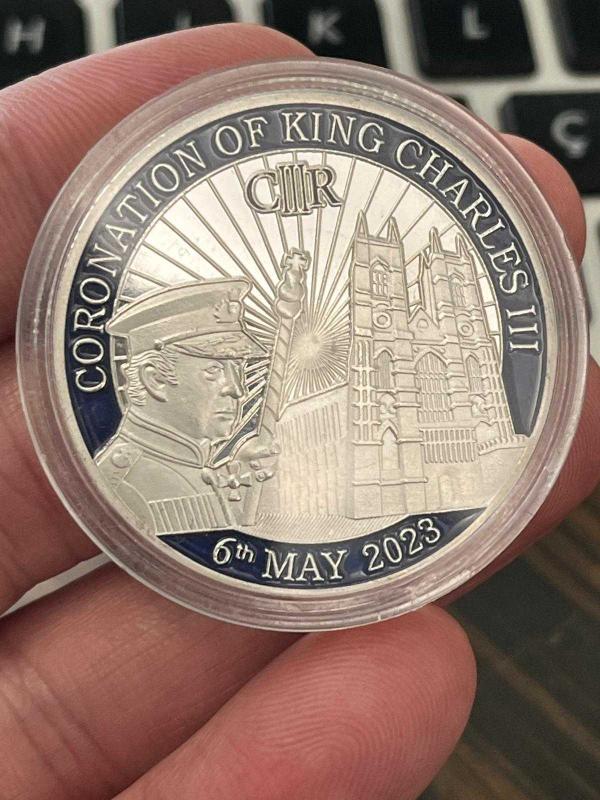 H
J
K
L
Ç
CORONATION OF KING CHARLES III
CIIIR
6th MAY 2023